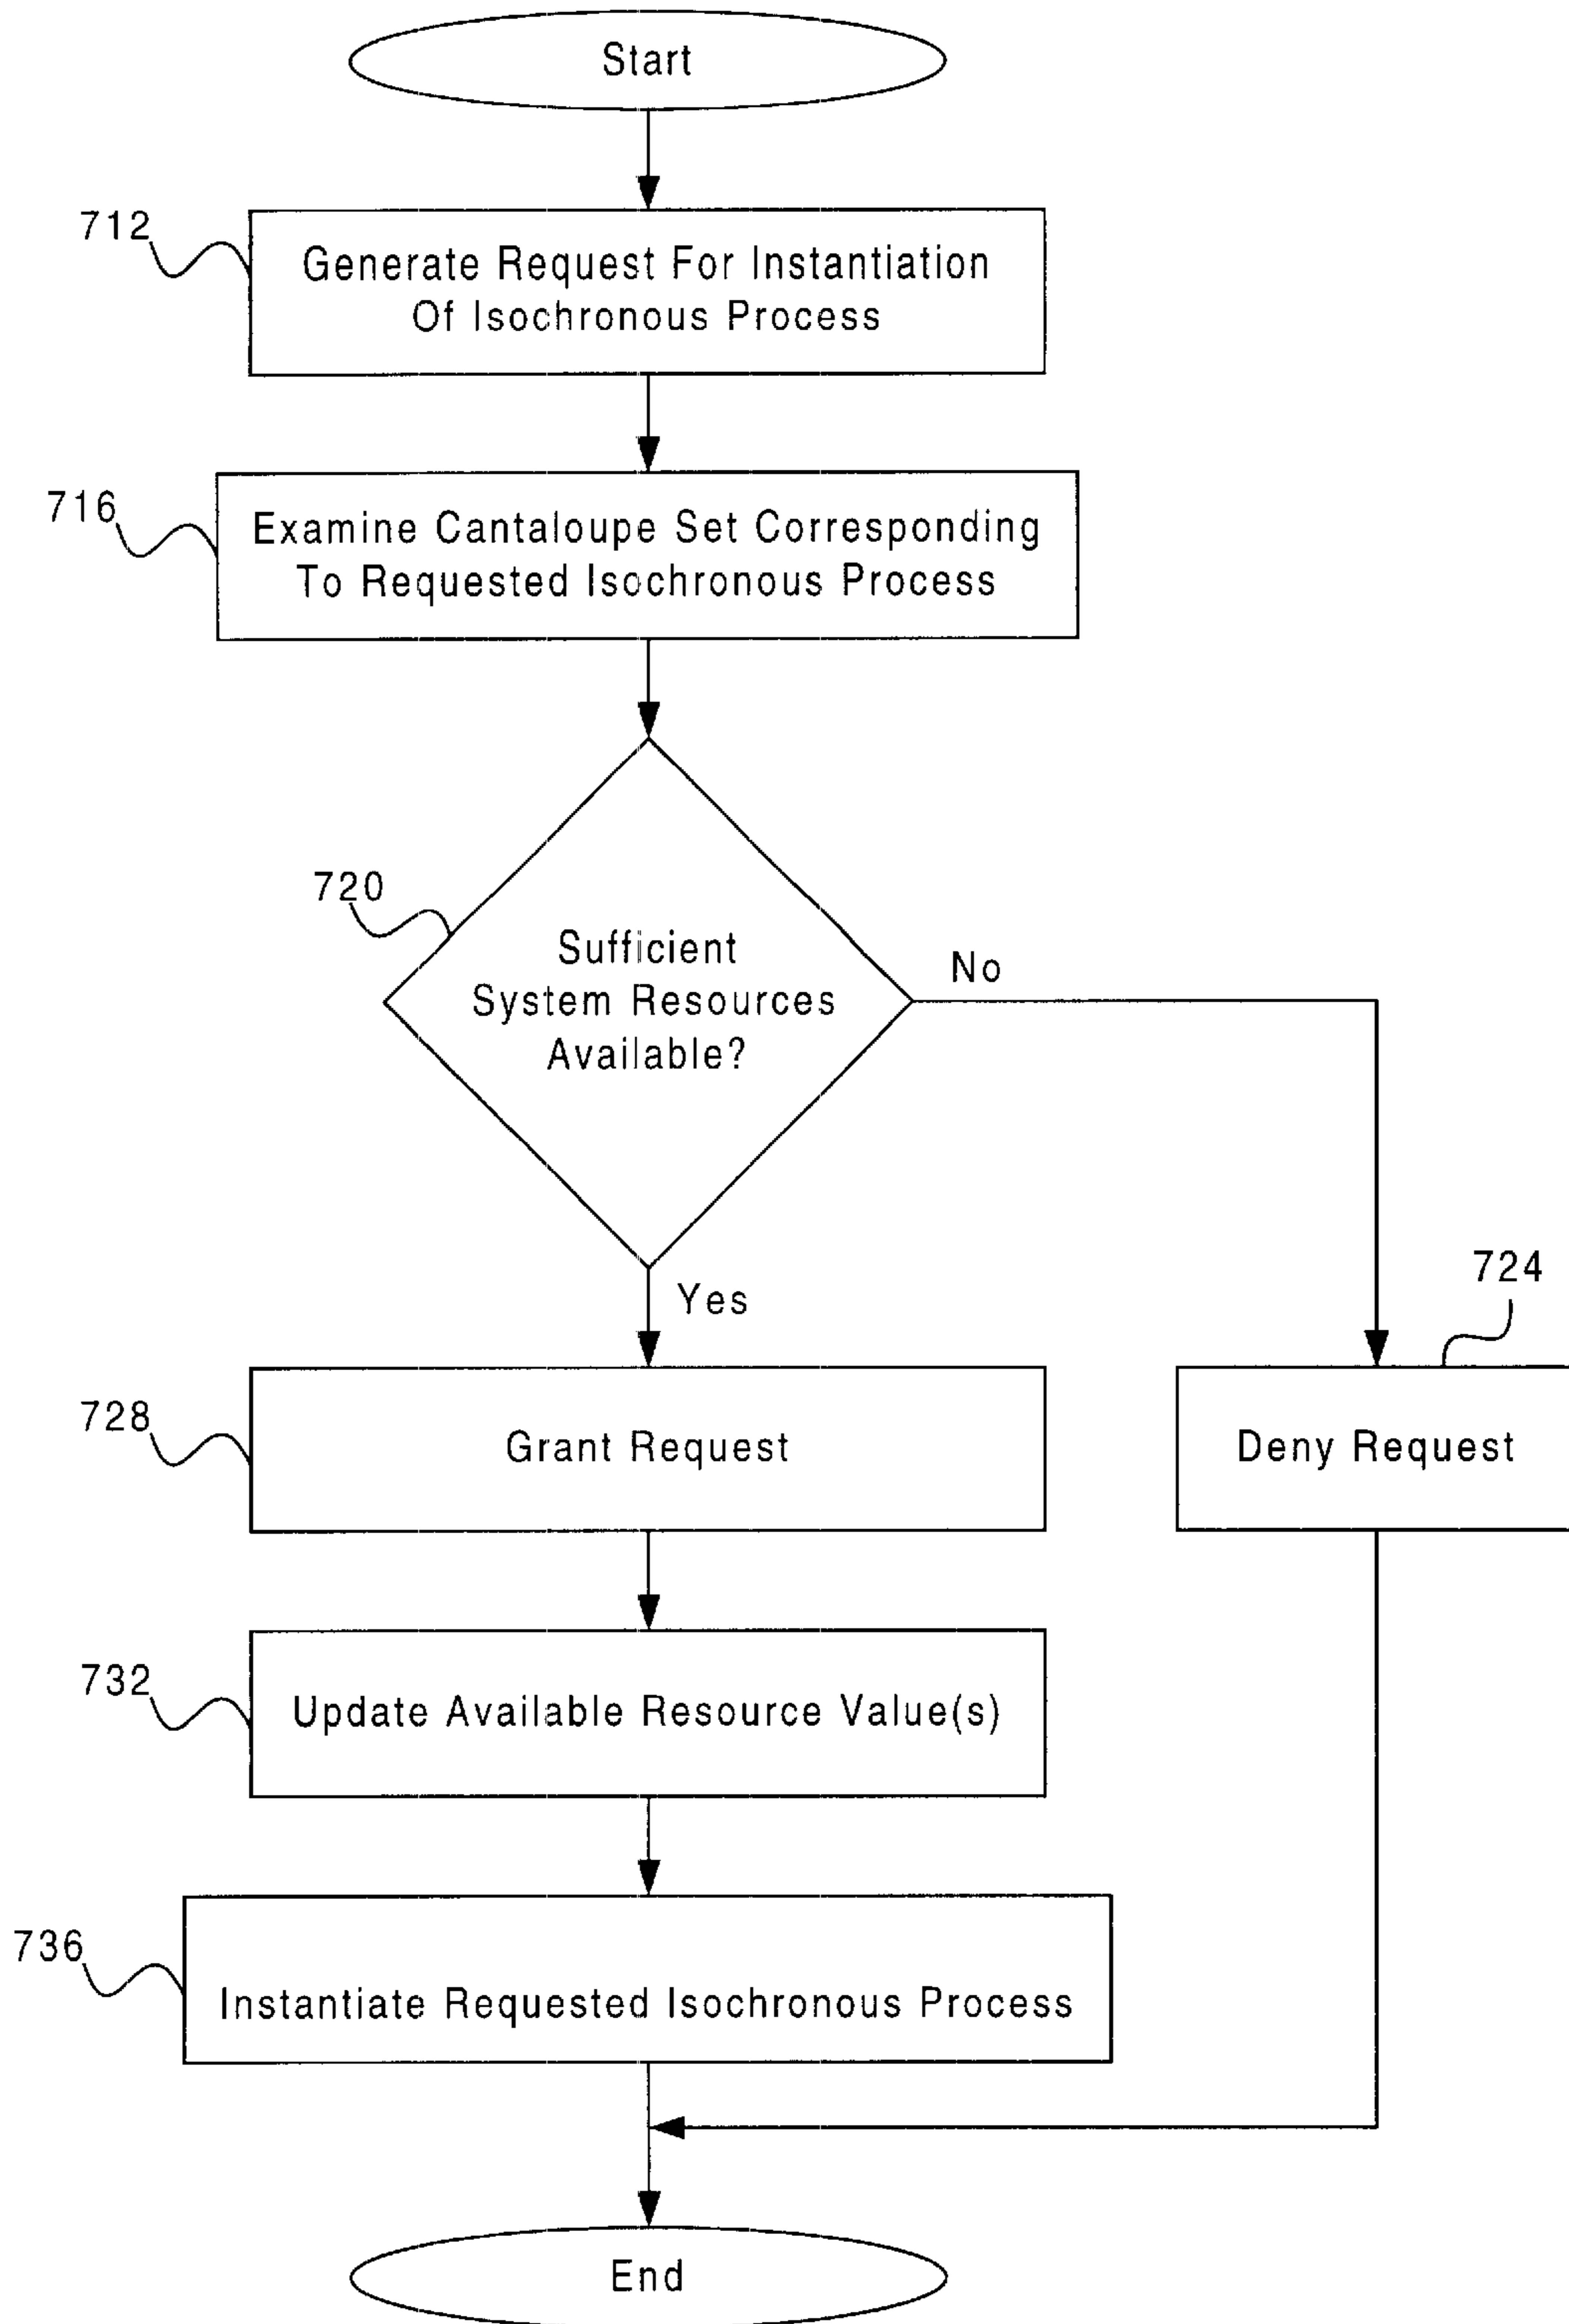 Start
712
Generate Request For Instantiation
Of Isochronous Process
716
Examine Cantaloupe Set Corresponding
To Requested Isochronous Process
720
Sufficient
System Resources
Available?
No
Yes
724
728
Grant Request
Deny Request
732
Update Available Resource Value(s)
736
Instantiate Requested Isochronous Process
End